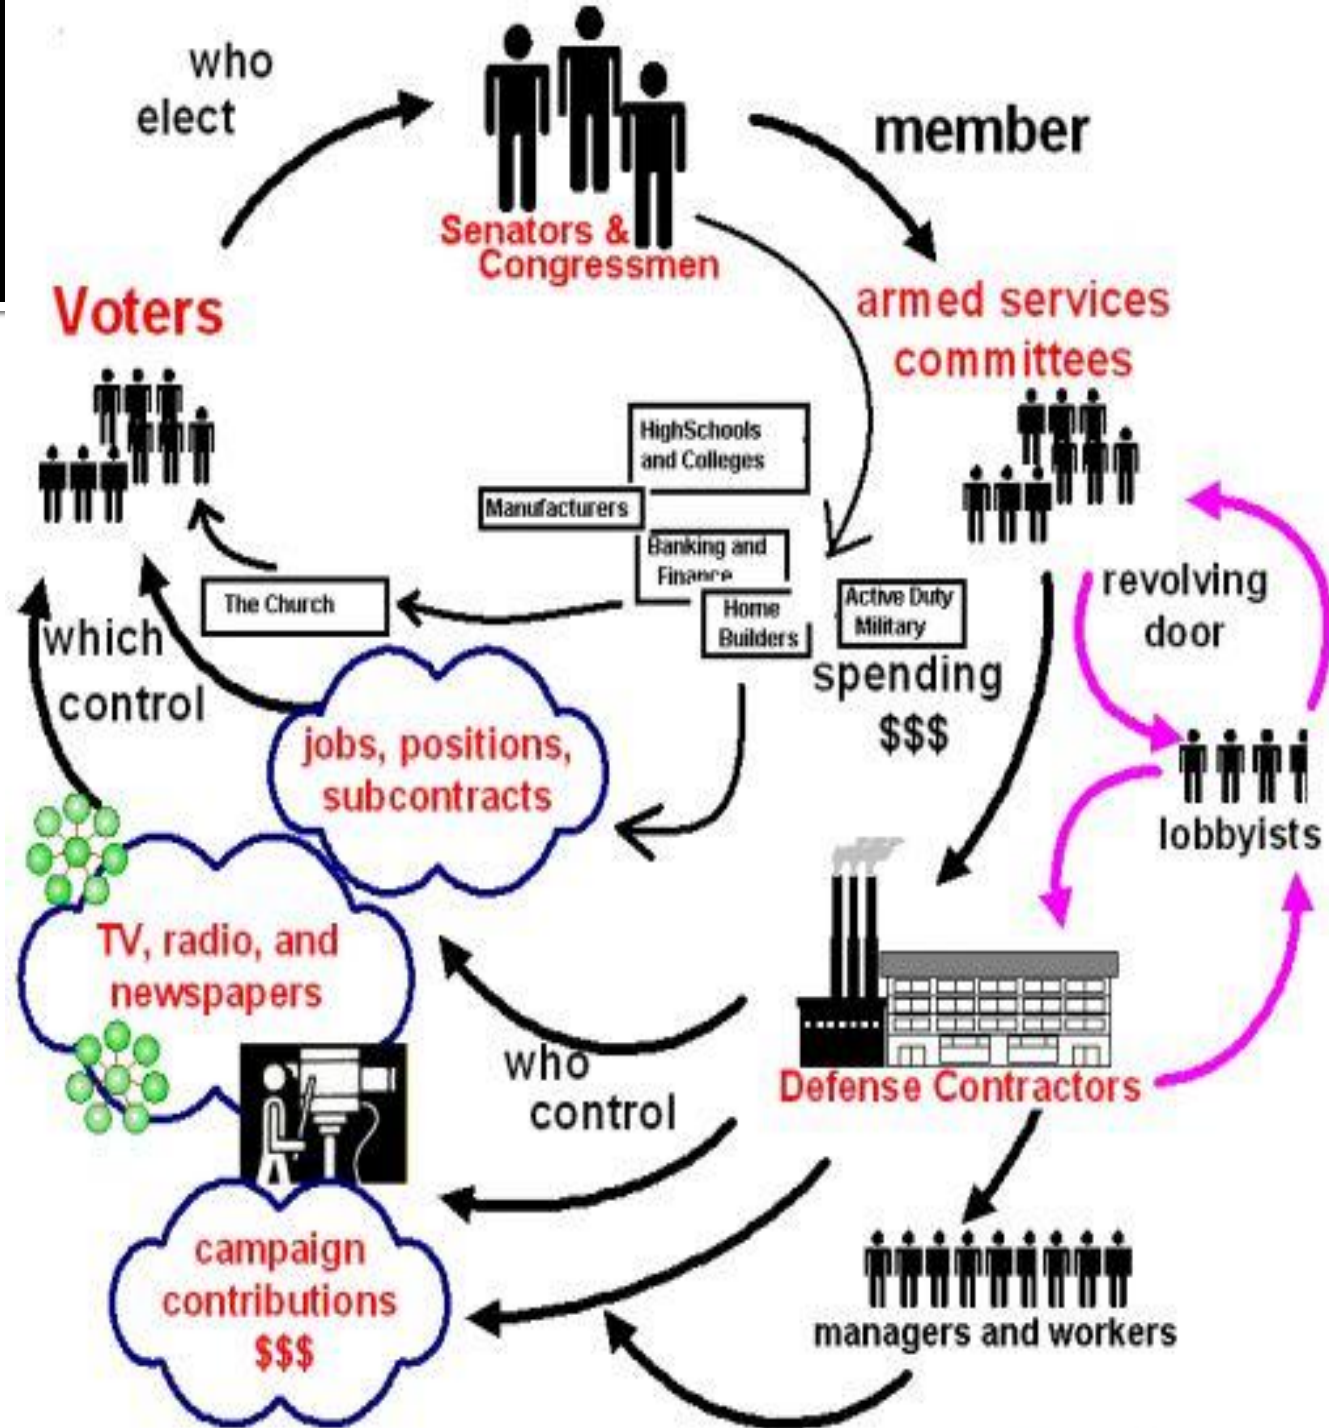 who
elect
member
Senators &
Congressmen
Voters
armed services
committees
HighSchools
and Colleges
Manufacturers
Banking and
Finance
Home
Builders
Active Duty
Military
The Church
which
control
revolving
door
spending
$$$
jobs, positions,
subcontracts
lobbyists
TV, radio, and
newspapers
who
control
Defense Contractors
campaign
contributions
$$$
managers and workers